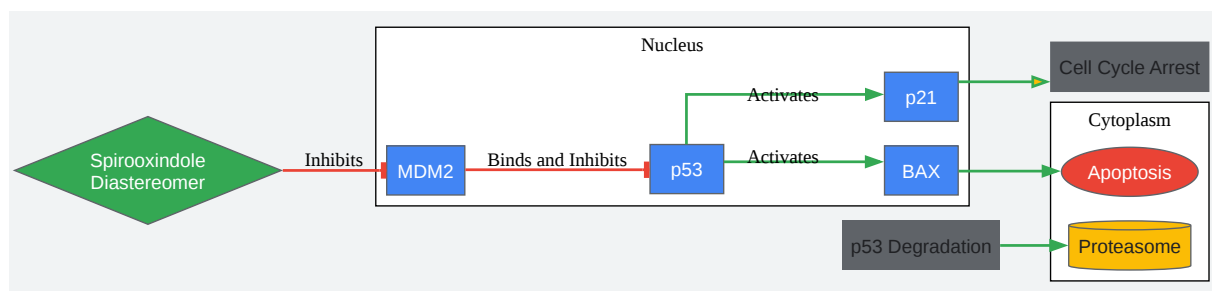 Nucleus
Cell Cycle Arrest
Activates
p21
Cytoplasm
Spirooxindole
Diastereomer
Inhibits
MDM2
Binds and Inhibits
p53
Activates
BAX
Apoptosis
p53 Degradation
Proteasome